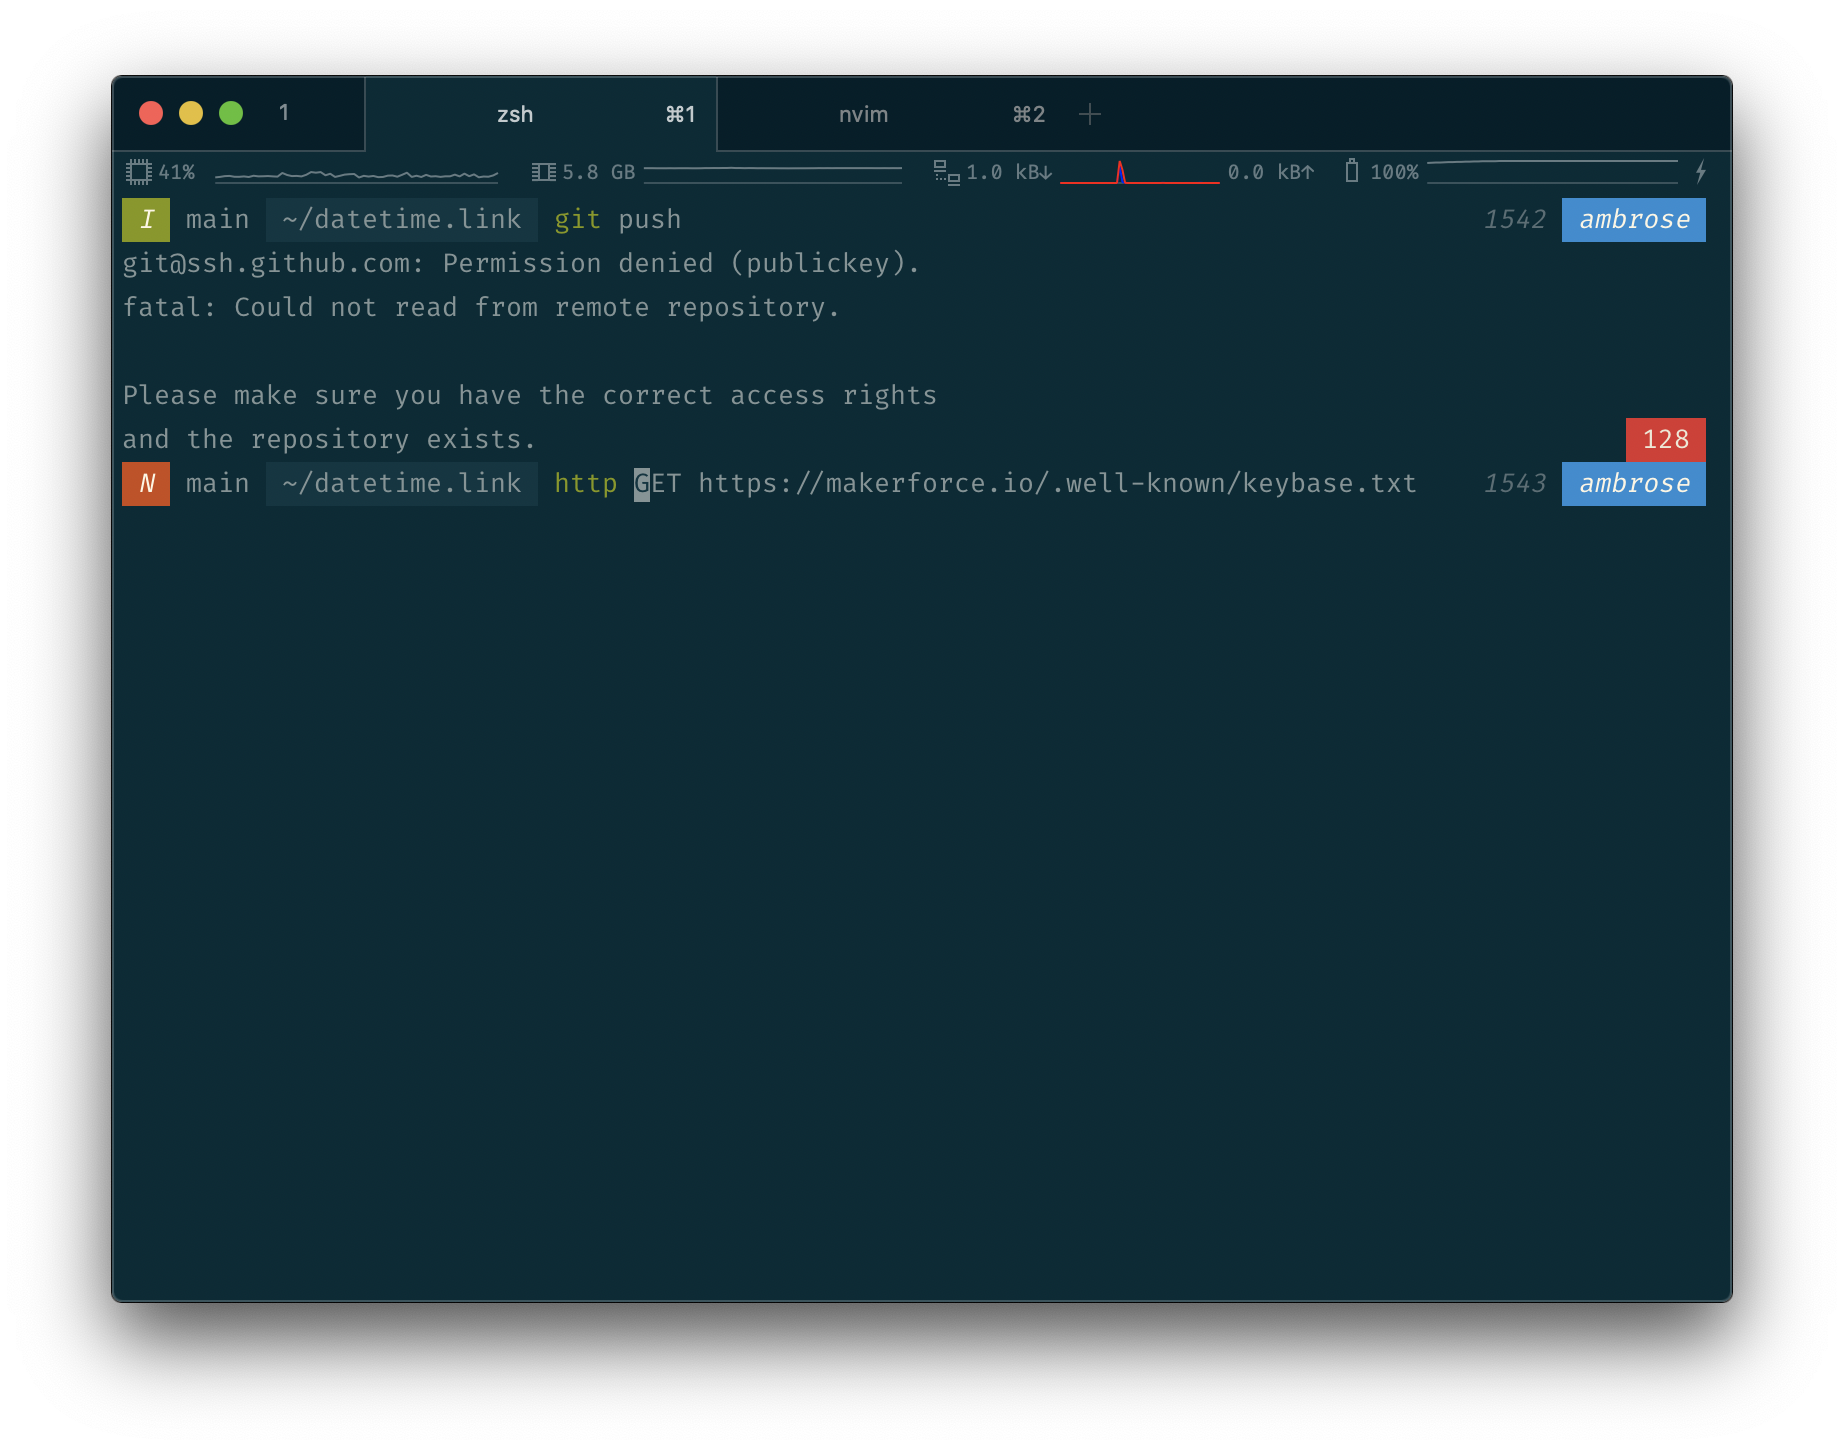 1 zsh ⌘1 nvim ⌘2
41% 5.8 GB 1.0 kB↓ 0.0 kB↑ 100%
I main ~/datetime.link git push 1542 ambrose
git@ssh.github.com: Permission denied (publickey).
fatal: Could not read from remote repository.
Please make sure you have the correct access rights
and the repository exists. 128
N main ~/datetime.link http GET https://makerforce.io/.well-known/keybase.txt 1543 ambrose